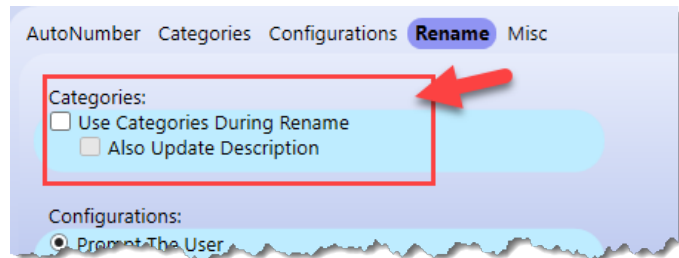 AutoNumber Categories Configurations Rename Misc
Categories:
Use Categories During Rename
Also Update Description
Configurations:
Prompt The User